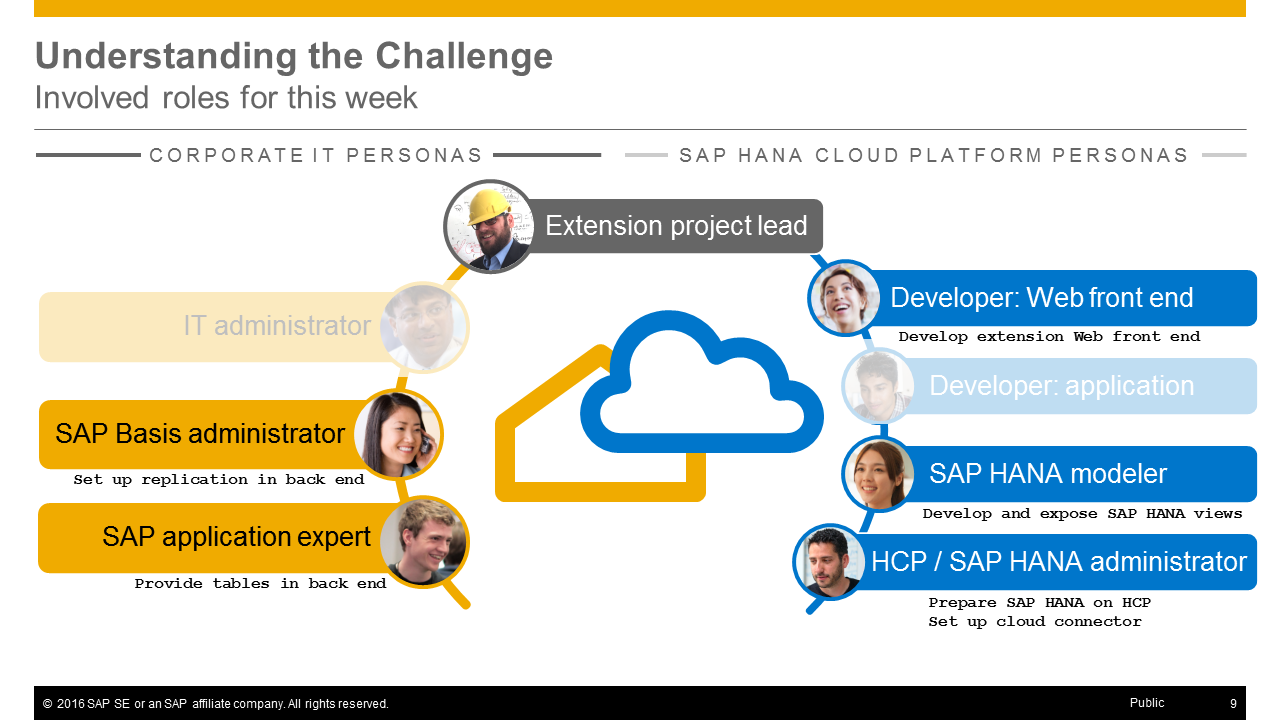 Understanding the Challenge
Involved roles for this week
CORPORATE IT PERSONAS
SAP HANA CLOUD PLATFORM PERSONAS
Extension project lead
IT administrator
SAP Basis administrator
Set up replication in back end
SAP application expert
Provide tables in back end
Developer: Web front end
Develop extension Web front end
Developer: application
SAP HANA modeler
Develop and expose SAP HANA views
HCP / SAP HANA administrator
Prepare SAP HANA on HCP
Set up cloud connector
© 2016 SAP SE or an SAP affiliate company. All rights reserved.
Public
9